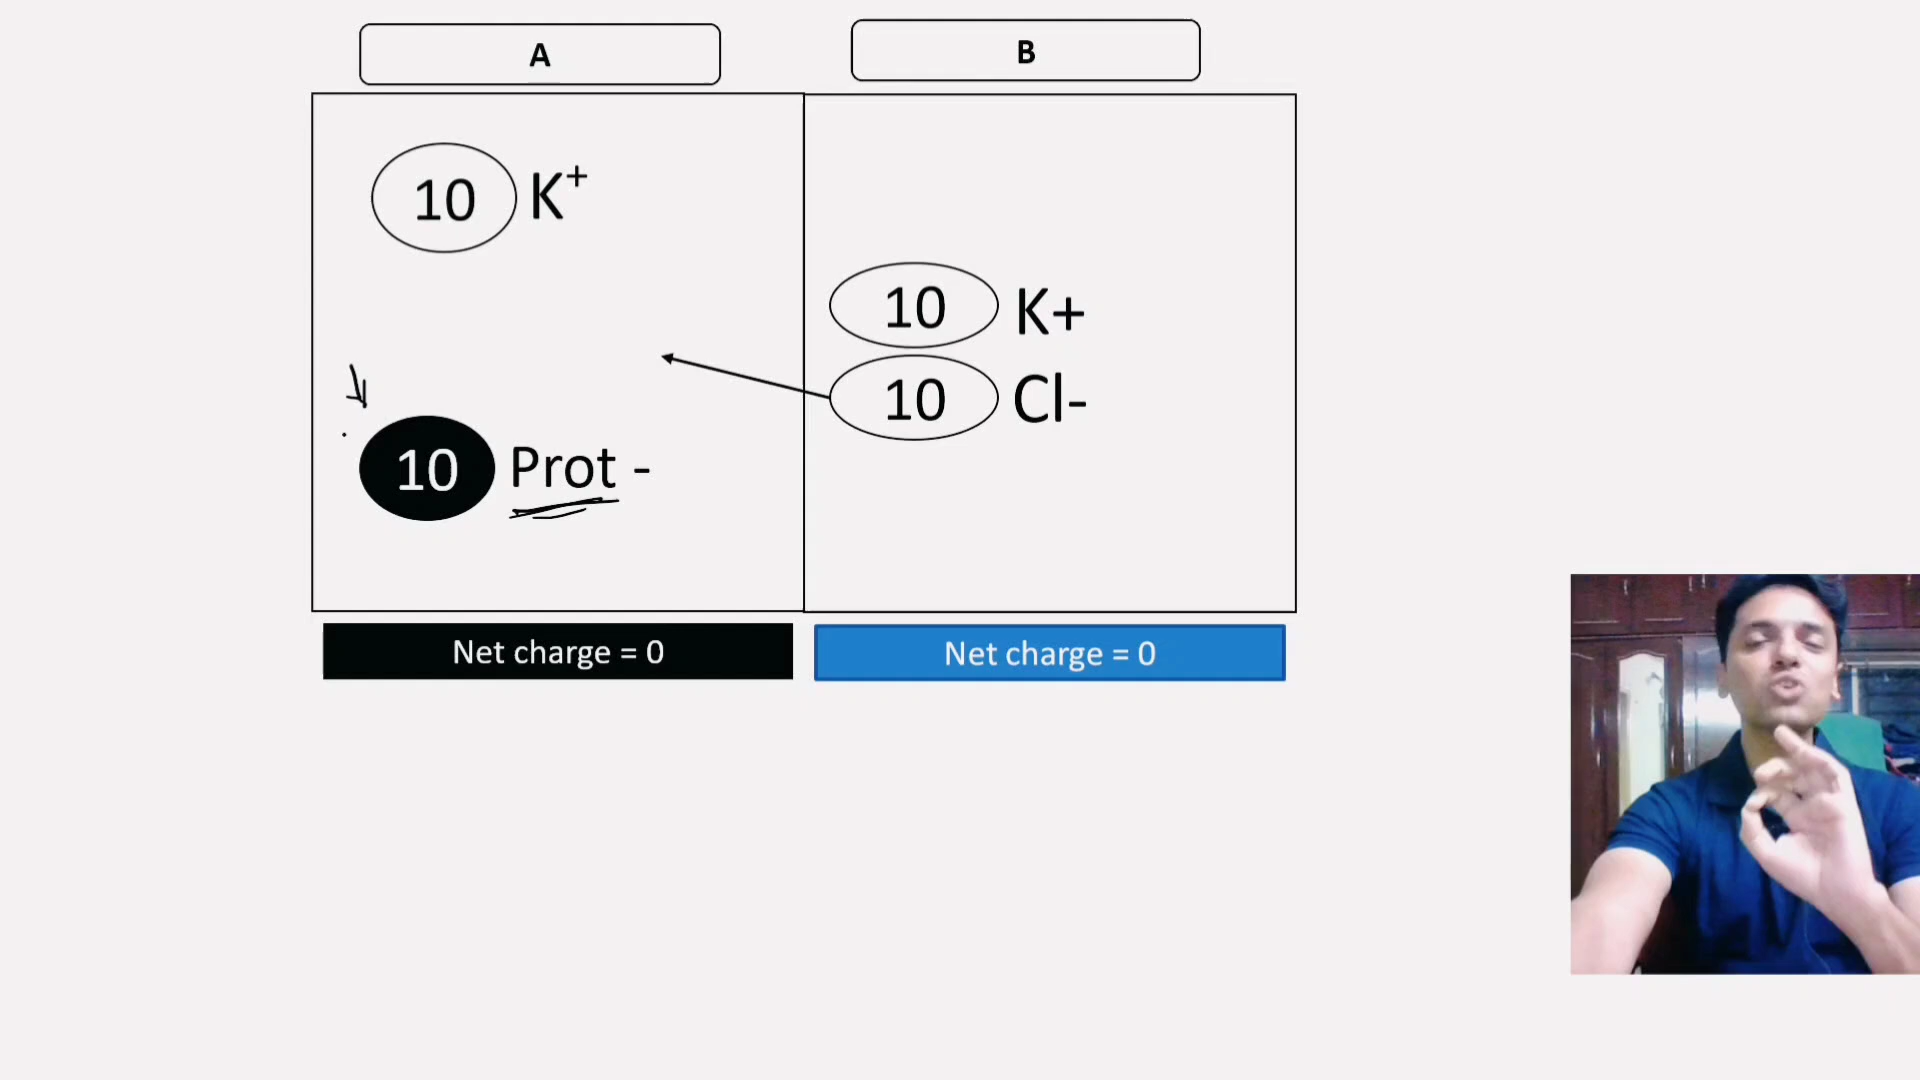 A
B
10 K+
10 K+
10 Cl-
10 Prot -
Net charge = 0
Net charge = 0